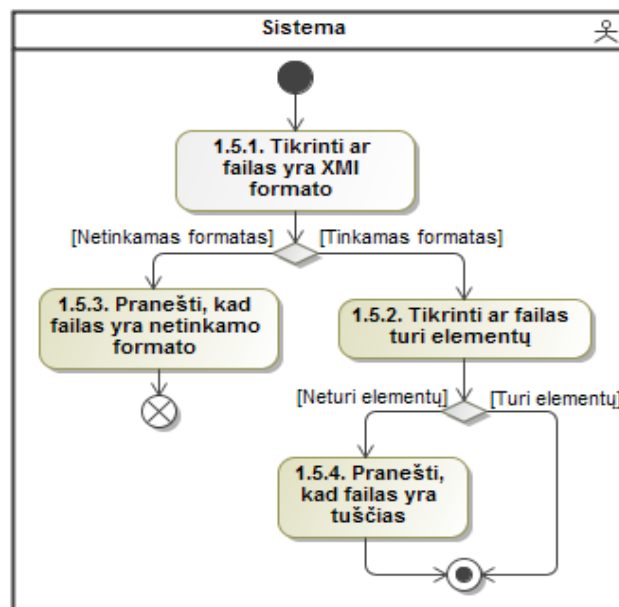 Sistema
1.5.1. Tikrinti ar
failas yra XMI
formato
[Netinkamas formatas]
[Tinkamas formatas]
1.5.3. Pranešti, kad
failas yra netinkamo
formato
1.5.2. Tikrinti ar failas
turi elementų
[Neturi elementų]
[Turi elementų]
1.5.4. Pranešti,
kad failas yra
tuščias